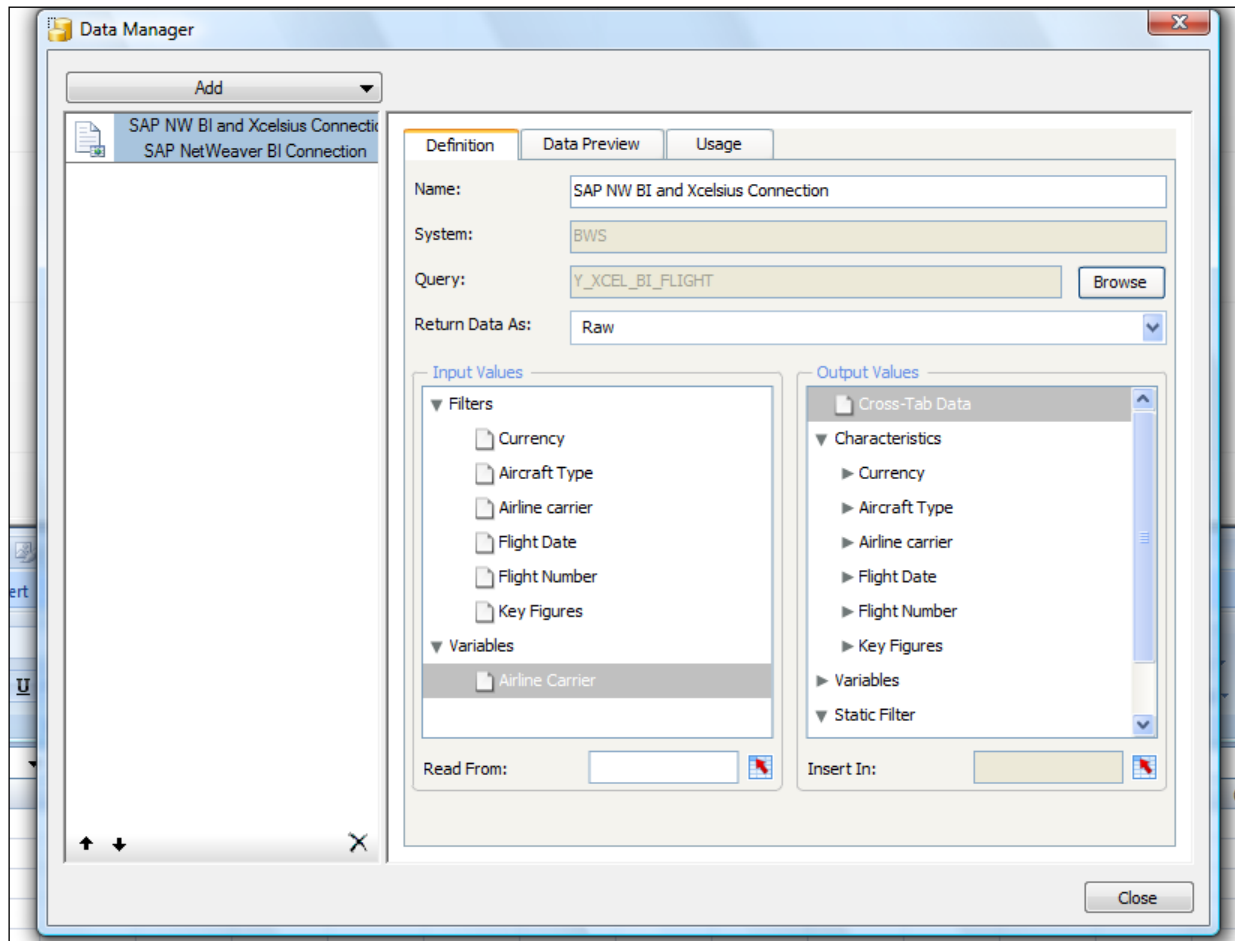 Data Manager
Add
SAP NW BI and Xcelsius Connectio
SAP NetWeaver BI Connection
Definition
Data Preview
Usage
Name:
SAP NW BI and Xcelsius Connection
System:
BWS
Query:
Y_XCEL_BI_FLIGHT
Browse
Return Data As:
Raw
Input Values
Filters
Currency
Aircraft Type
Airline carrier
Flight Date
Flight Number
Key Figures
Variables
Airline Carrier
Read From:
Output Values
Cross-Tab Data
Characteristics
Currency
Aircraft Type
Airline carrier
Flight Date
Flight Number
Key Figures
Variables
Static Filter
Insert In:
Close
ert
U